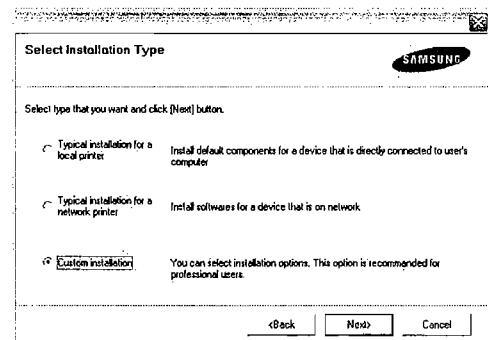 Select Installation Type
SAMSUNG
Select type that you want and click [Next] button.
Typical installation for a
local printer
Install default components for a device that is directly connected to user's
computer
Typical installation for a
network printer
Install softwares for a device that is on network
Custom installation
You can select installation options. This option is recommanded for
professional users.
<Back
Next>
Cancel